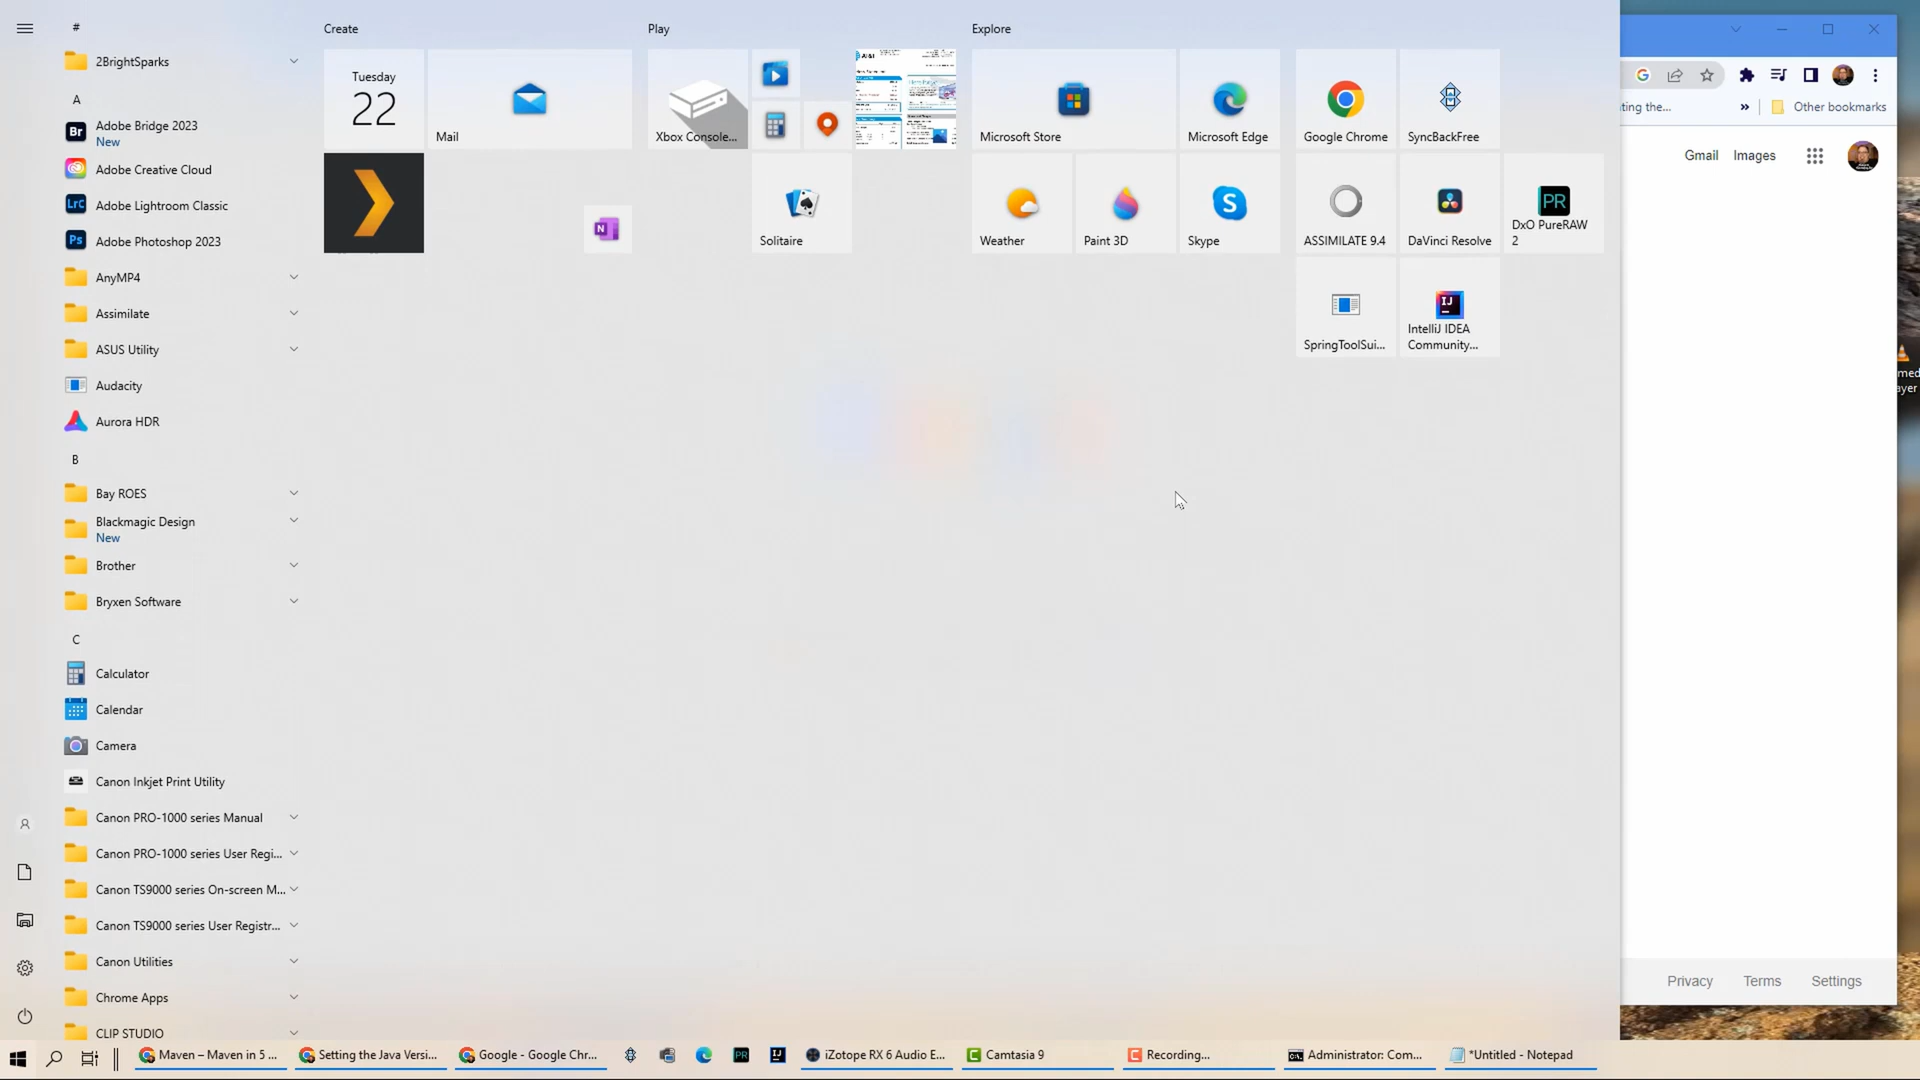 #
2BrightSparks
A
Adobe Bridge 2023
New
Adobe Creative Cloud
Adobe Lightroom Classic
Adobe Photoshop 2023
AnyMP4
Assimilate
ASUS Utility
Audacity
Aurora HDR
B
Bay ROES
Blackmagic Design
New
Brother
Bryxen Software
C
Calculator
Calendar
Camera
Canon Inkjet Print Utility
Canon PRO-1000 series Manual
Canon PRO-1000 series User Regi...
Canon TS9000 series On-screen M...
Canon TS9000 series User Registr...
Canon Utilities
Chrome Apps
CLIP STUDIO
Create
Tuesday
22
Mail
Play
Xbox Console...
Solitaire
Explore
Microsoft Store
Microsoft Edge
Weather
Paint 3D
Skype
Google Chrome
SyncBackFree
ASSIMILATE 9.4
DaVinci Resolve
DxO PureRAW
2
SpringToolSui...
IntelliJ IDEA
Community...
ting the...
»
Other bookmarks
Gmail
Images
Privacy
Terms
Settings
Maven – Maven in 5 ...
Setting the Java Versi...
Google - Google Chr...
iZotope RX 6 Audio E...
Camtasia 9
Recording...
Administrator: Com...
*Untitled - Notepad